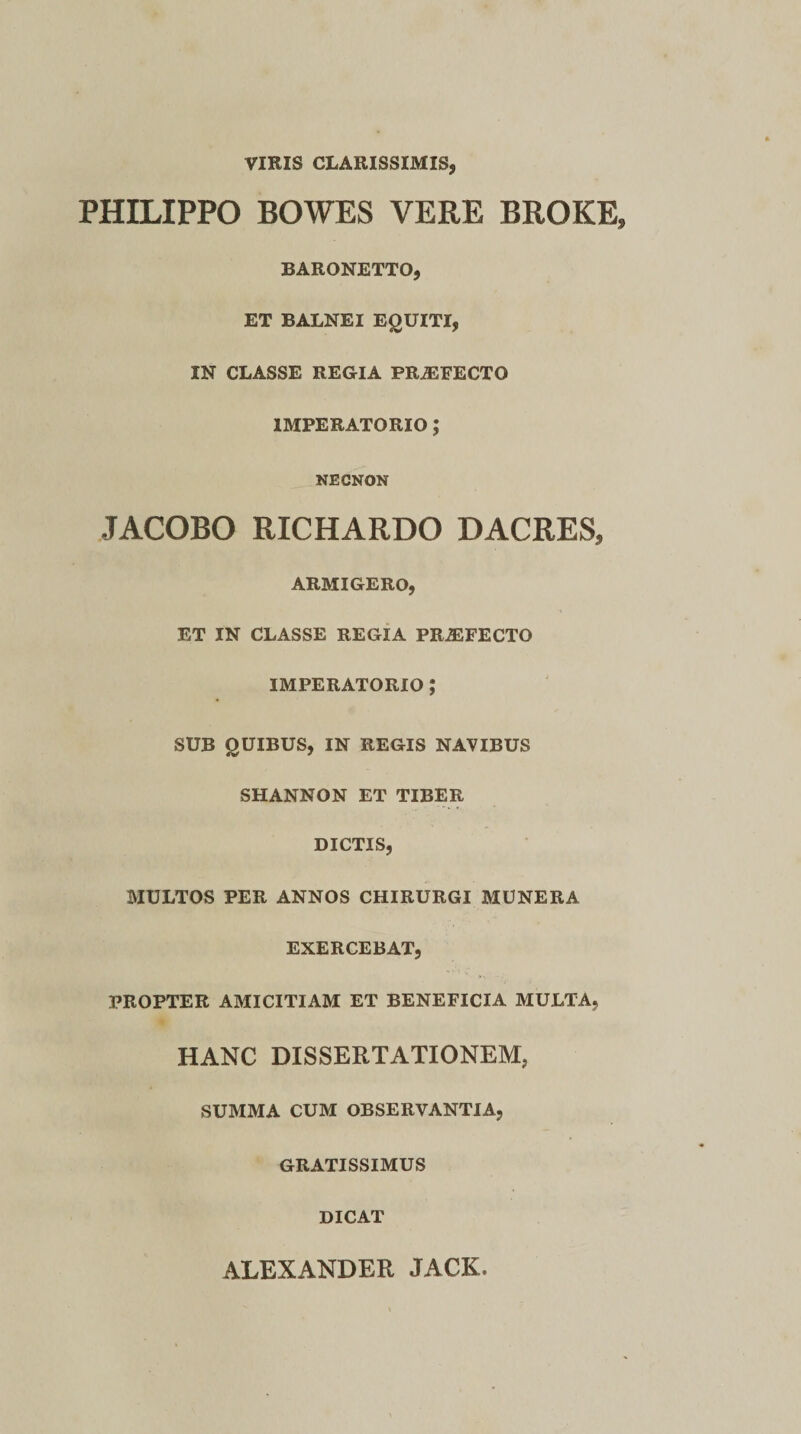 VIRIS CLARISSIMIS,
PHILIPPO BOWES VERE BROKE,
BARONETTO,
ET BALNEI EQUITI,
IN CLASSE REGIA PRÆFECTO
IMPERATORIO;
NECNON
JACOBO RICHARDO DACRES,
ARMIGERO,
ET IN CLASSE REGIA PRÆFECTO
IMPERATORIO;
SUB QUIBUS, IN REGIS NAVIBUS
SHANNON ET TIBER
DICTIS,
MULTOS PER ANNOS CHIRURGI MUNERA
EXERCEBAT,
PROPTER AMICITIAM ET BENEFICIA MULTA,
HANC DISSERTATIONEM,
SUMMA CUM OBSERVANTIA,
GRATISSIMUS
DICAT
ALEXANDER JACK.